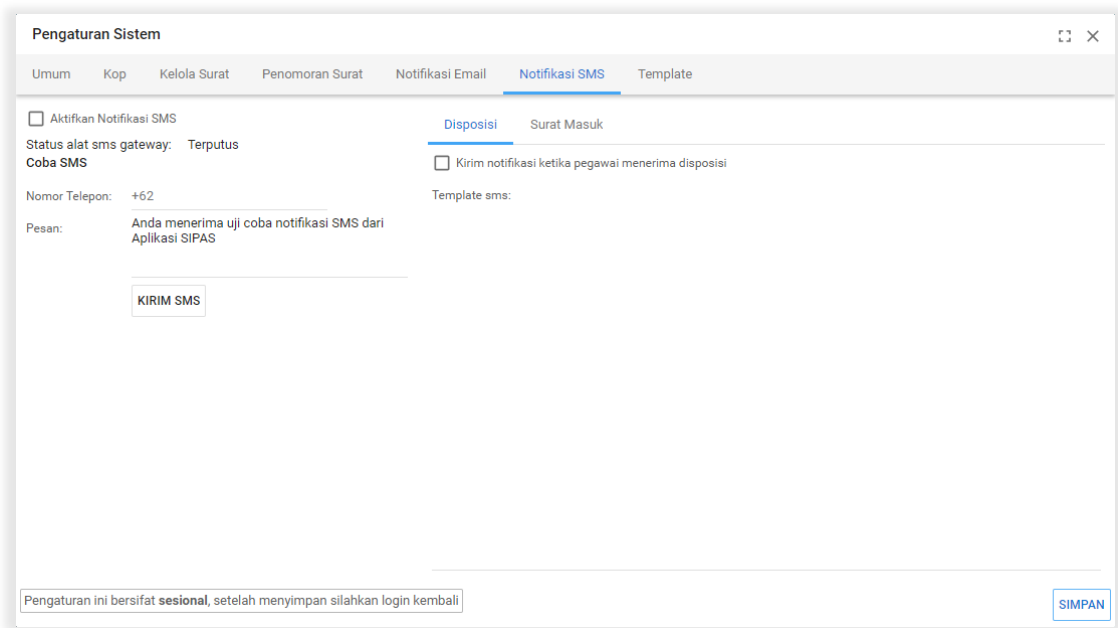 Pengaturan Sistem
Umum Kop Kelola Surat Penomoran Surat Notifikasi Email Notifikasi SMS Template
Aktifkan Notifikasi SMS
Status alat sms gateway: Terputus
Coba SMS
Nomor Telepon: +62
Pesan: Anda menerima uji coba notifikasi SMS dari
Aplikasi SIPAS
KIRIM SMS
Disposisi Surat Masuk
Kirim notifikasi ketika pegawai menerima disposisi
Template sms:
Pengaturan ini bersifat sesional, setelah menyimpan silahkan login kembali
SIMPAN